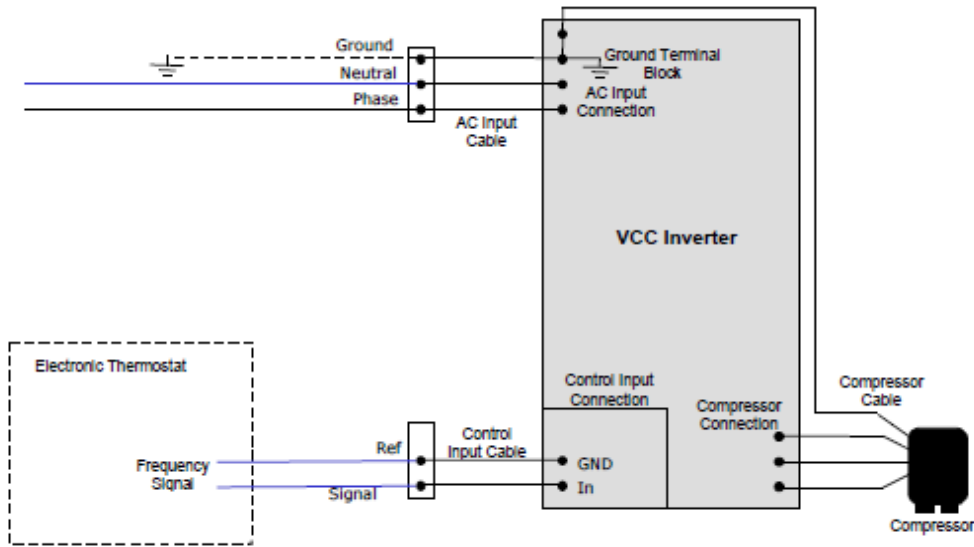 Ground
Neutral
Phase
AC Input
Cable
Ground Terminal
Block
AC Input
Connection
VCC Inverter
Electronic Thermostat
Frequency
Signal
Ref
Signal
Control
Input Cable
Control Input
Connection
GND
In
Compressor
Connection
Compressor
Cable
Compressor